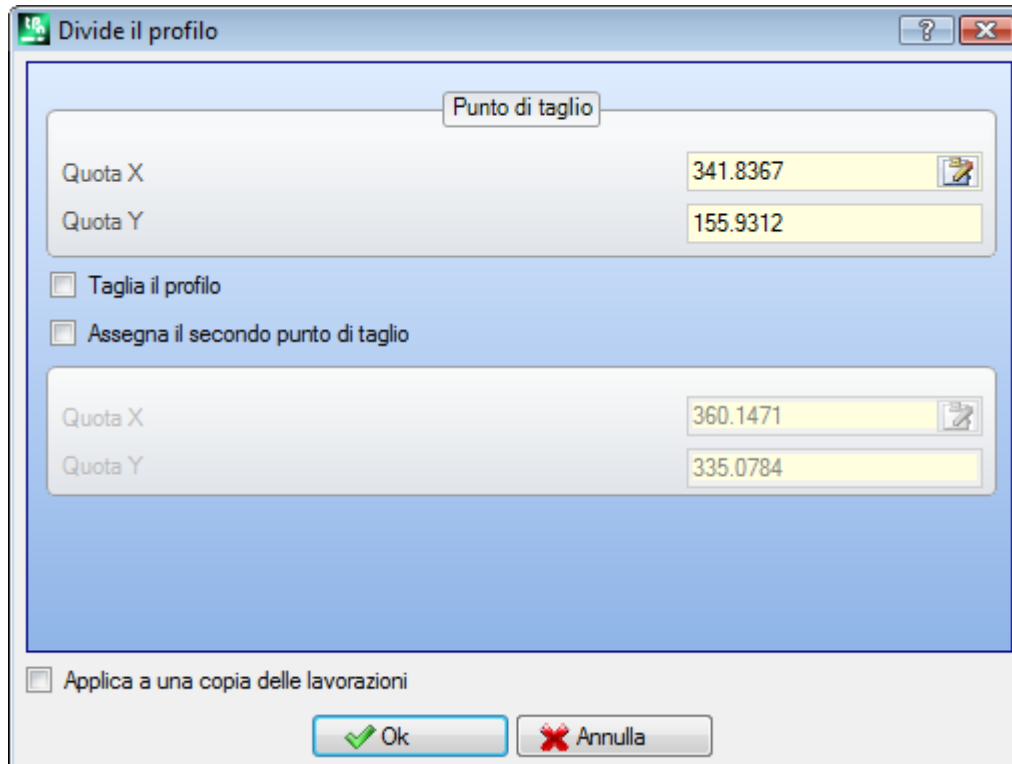 Divide il profilo
Punto di taglio
Quota X 341.8367
Quota Y 155.9312
Taglia il profilo
Assegna il secondo punto di taglio
Quota X 360.1471
Quota Y 335.0784
Applica a una copia delle lavorazioni
Ok Annulla